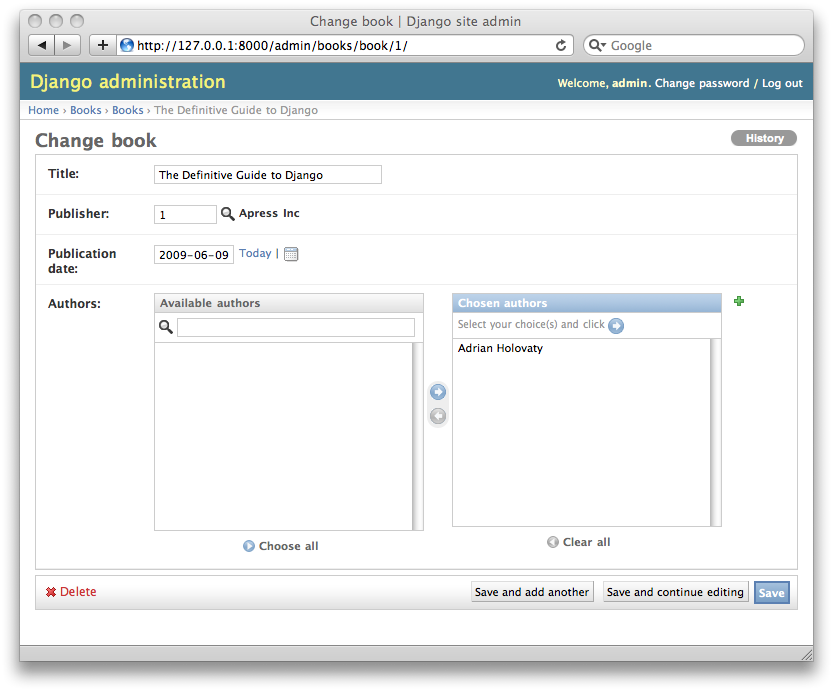 Change book | Django site admin
http://127.0.0.1:8000/admin/books/book/1/
Google
Django administration
Welcome, admin. Change password / Log out
Home › Books › Books › The Definitive Guide to Django
Change book
History
Title:
The Definitive Guide to Django
Publisher:
1
Apress Inc
Publication
date:
2009-06-09
Today |
Authors:
Available authors
Chosen authors
Select your choice(s) and click
Adrian Holovaty
Choose all
Clear all
Delete
Save and add another
Save and continue editing
Save